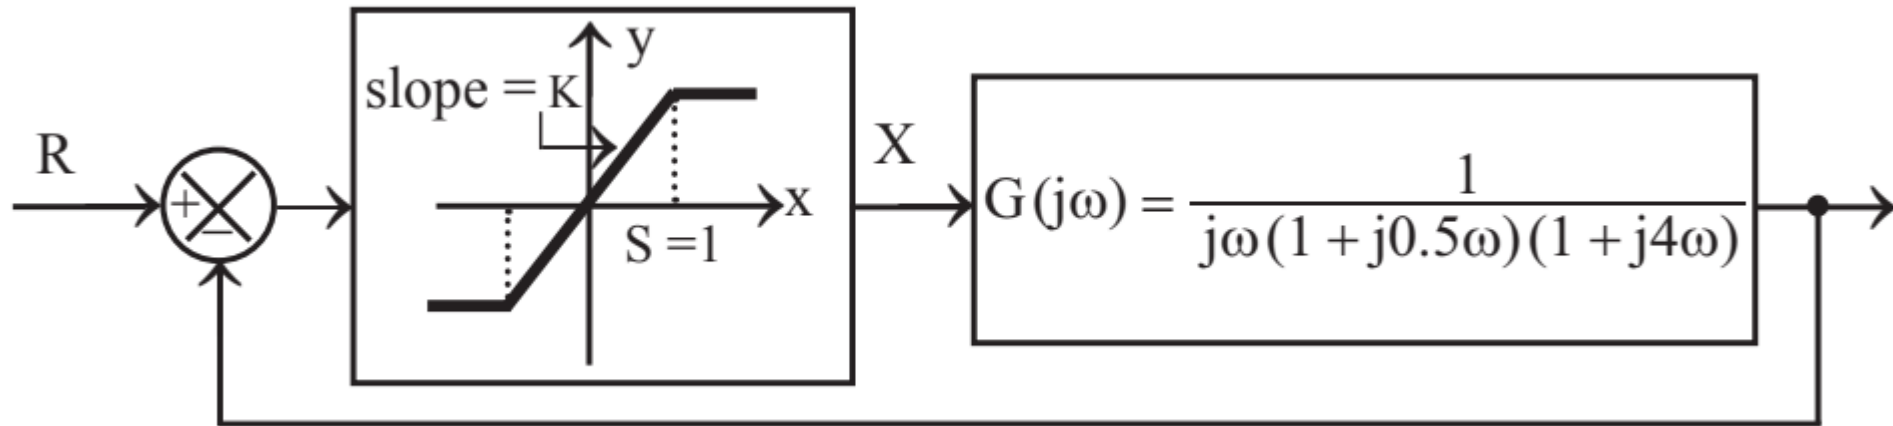 y
slope = K
R
X
+
x
G(jω) = 1 / jω(1 + j0.5ω)(1 + j4ω)
−
S = 1